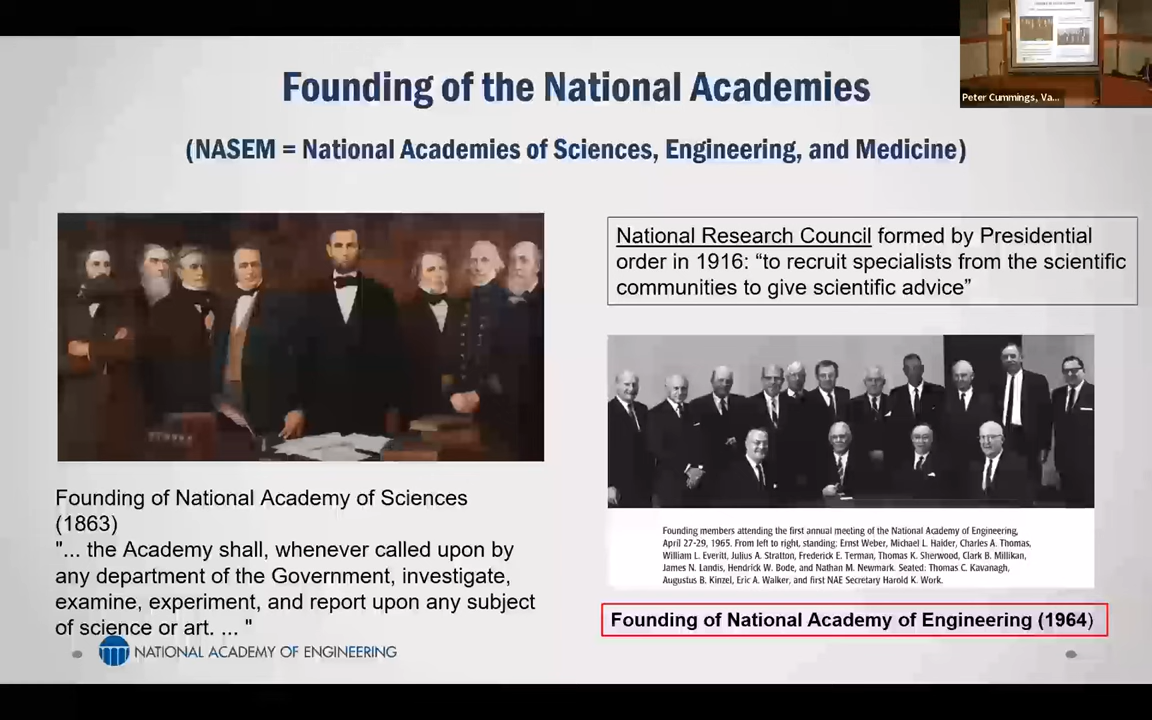 Founding of the National Academies
(NASEM = National Academies of Sciences, Engineering, and Medicine)
Peter Cummings, Va...
National Research Council formed by Presidential
order in 1916: “to recruit specialists from the scientific
communities to give scientific advice”
Founding of National Academy of Sciences
(1863)
"... the Academy shall, whenever called upon by
any department of the Government, investigate,
examine, experiment, and report upon any subject
of science or art. ... "
NATIONAL ACADEMY OF ENGINEERING
Founding members attending the first annual meeting of the National Academy of Engineering,
April 27-29, 1965. From left to right, standing: Ernst Weber, Michael L. Haider, Charles A. Thomas,
William L. Everitt, Julius A. Stratton, Frederick E. Terman, Thomas K. Sherwood, Clark B. Millikan,
James N. Landis, Hendrick W. Bode, and Nathan M. Newmark. Seated: Thomas C. Kavanagh,
Augustus B. Kinzel, Eric A. Walker, and first NAE Secretary Harold K. Work.
Founding of National Academy of Engineering (1964)